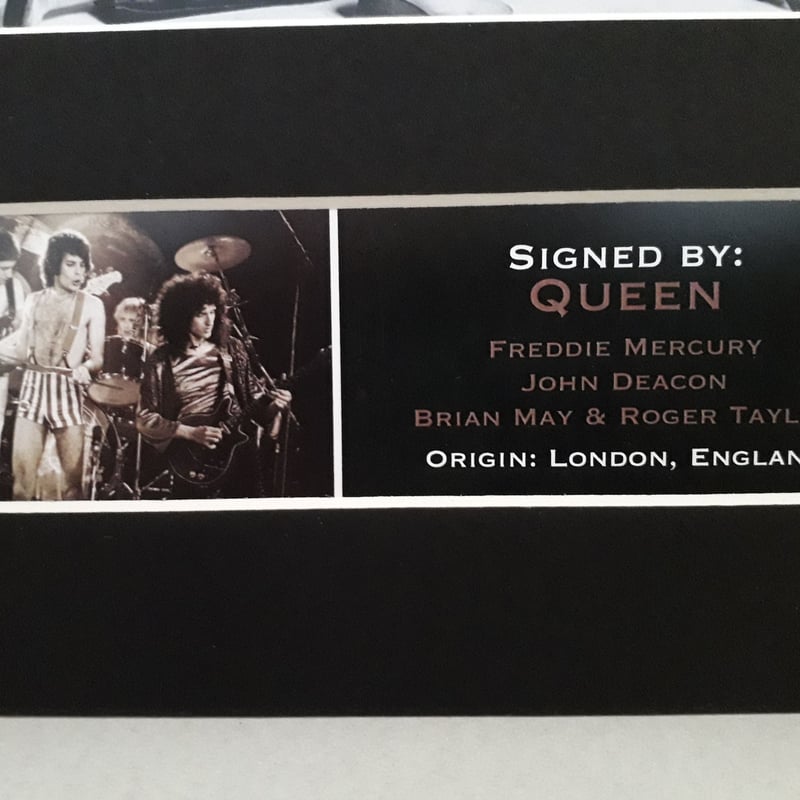 SIGNED BY:
QUEEN
FREDDIE MERCURY
JOHN DEACON
BRIAN MAY & ROGER TAYL
ORIGIN: LONDON, ENGLAN